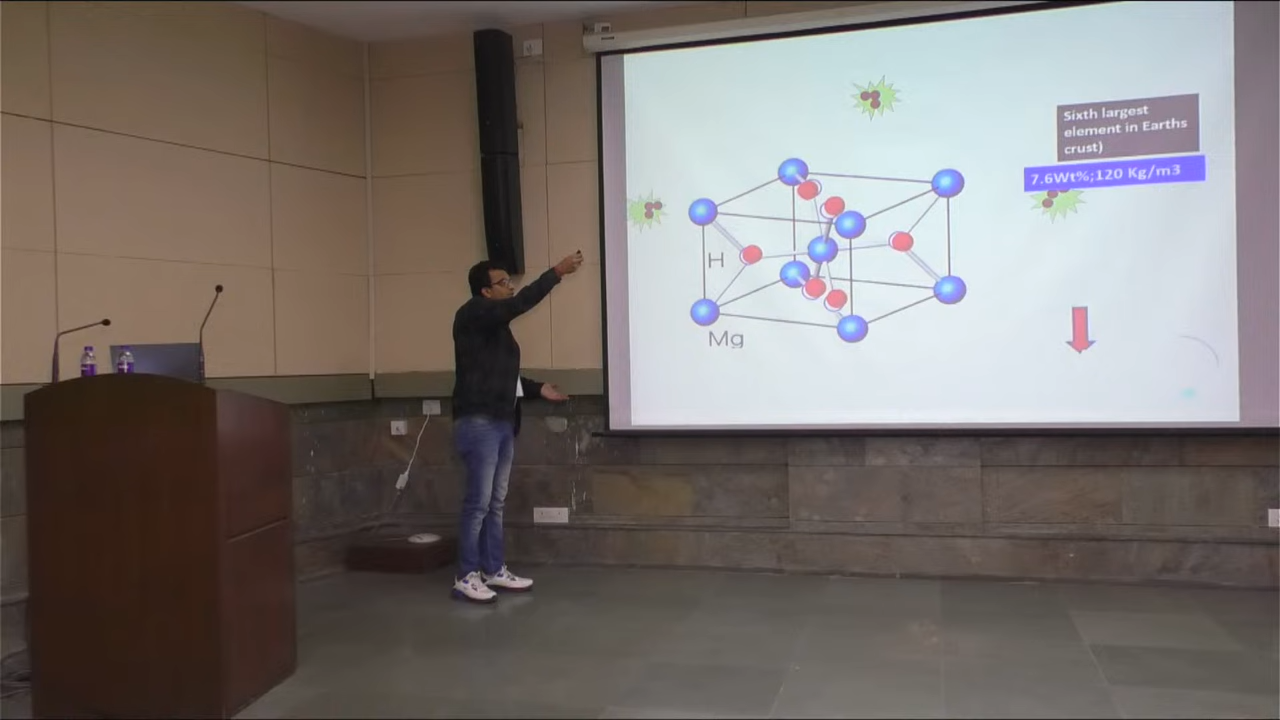 Sixth largest
element in Earths
crust)
7.6Wt%;120 Kg/m3
H
Mg